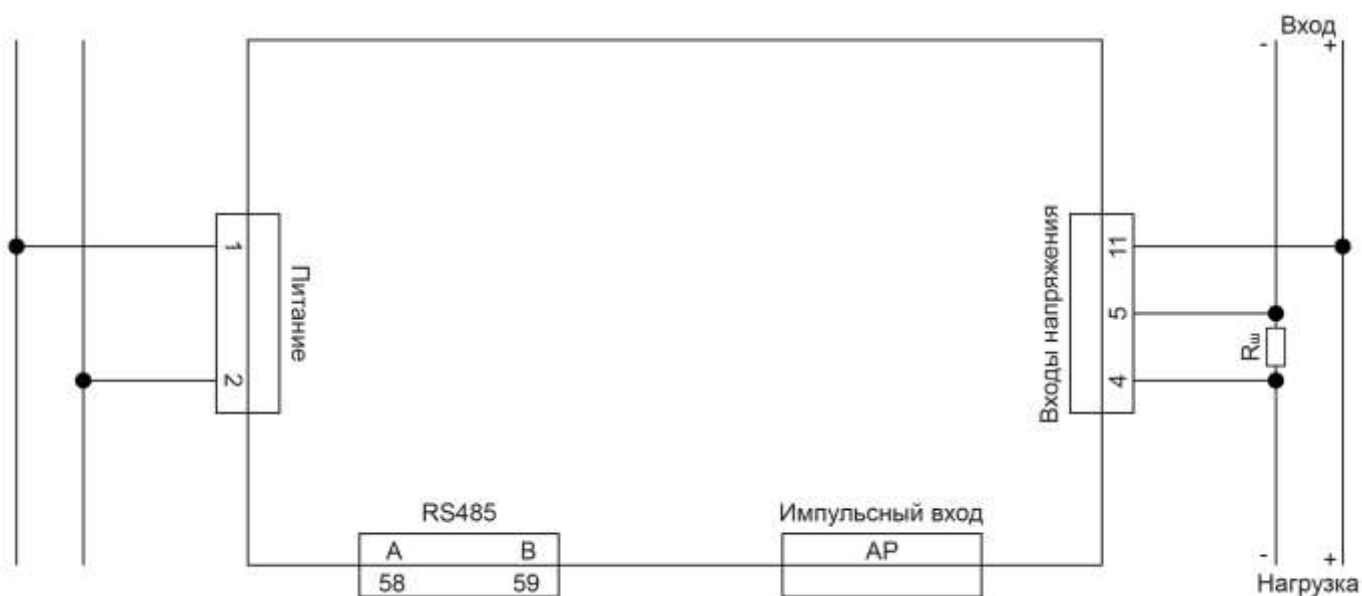 Вход
- +
1
2
Питание
Входы напряжения
11
5
4
Rш
RS485
A B
58 59
Импульсный вход
AP
- +
Нагрузка